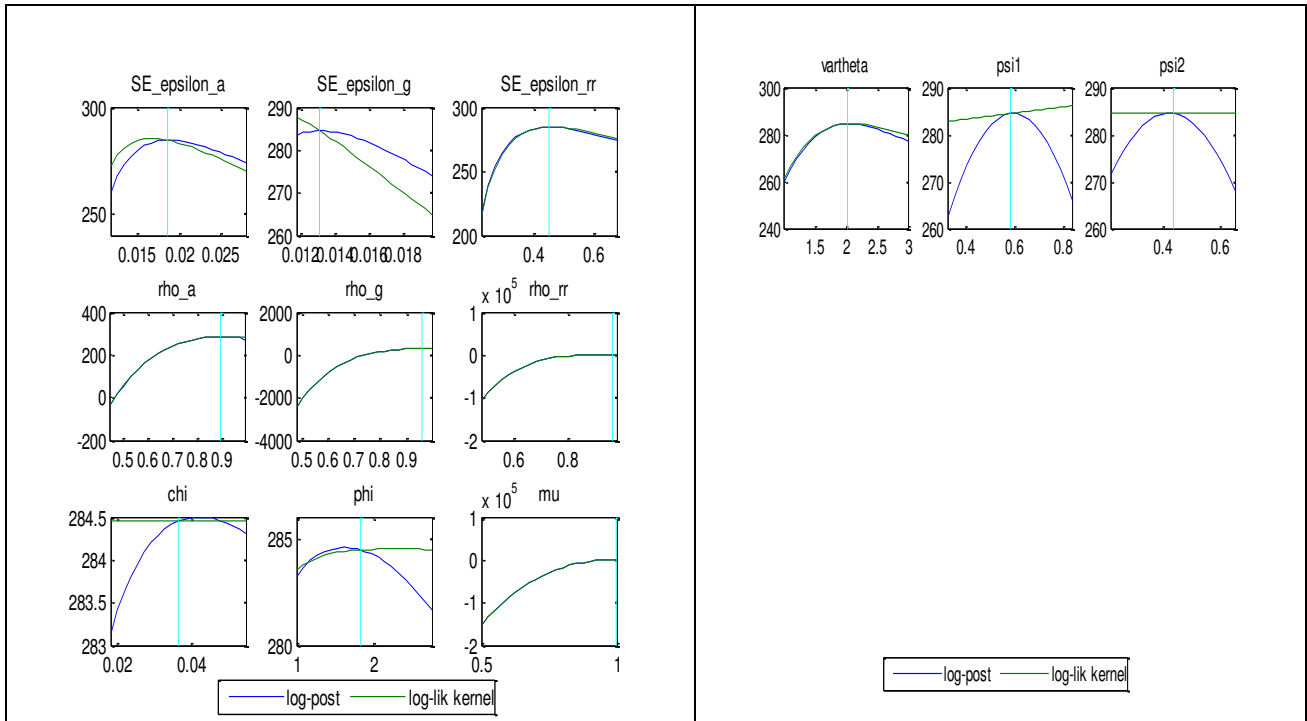 SE_epsilon_a SE_epsilon_g SE_epsilon_rr
300 290 300
280
250 250
270
260 200
0.015 0.02 0.025 0.012 0.014 0.016 0.018 0.4 0.6
rho_a rho_g x 10^5 rho_rr
400 2000 1
200 0 0
0 -2000 -1
-200 -4000 -2
0.5 0.6 0.7 0.8 0.9 0.5 0.6 0.7 0.8 0.9 0.6 0.8
chi phi x 10^5 mu
284.5 285 1
284 0
283.5 -1
283 280 -2
0.02 0.04 1 2 0.5 1
log-post log-lik kernel
vartheta psi1 psi2
300 290 290
280 280 280
260 270 270
240 260 260
1.5 2 2.5 3 0.4 0.6 0.8 0.4 0.6
log-post log-lik kernel